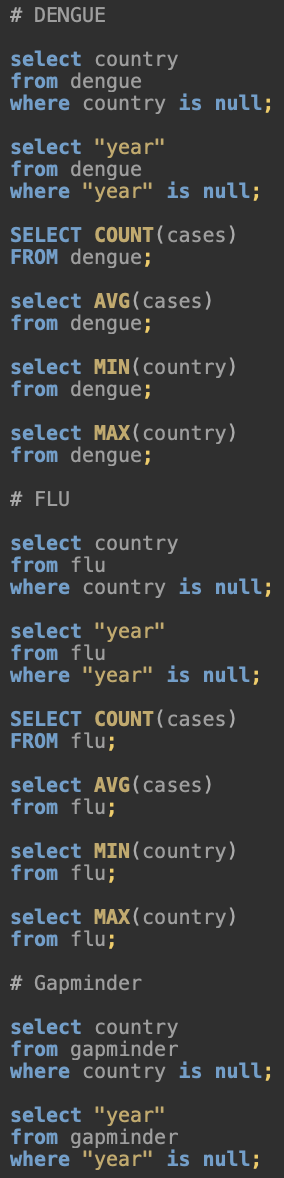 # DENGUE
select country
from dengue
where country is null;
select "year"
from dengue
where "year" is null;
SELECT COUNT(cases)
FROM dengue;
select AVG(cases)
from dengue;
select MIN(country)
from dengue;
select MAX(country)
from dengue;
# FLU
select country
from flu
where country is null;
select "year"
from flu
where "year" is null;
SELECT COUNT(cases)
FROM flu;
select AVG(cases)
from flu;
select MIN(country)
from flu;
select MAX(country)
from flu;
# Gapminder
select country
from gapminder
where country is null;
select "year"
from gapminder
where "year" is null;